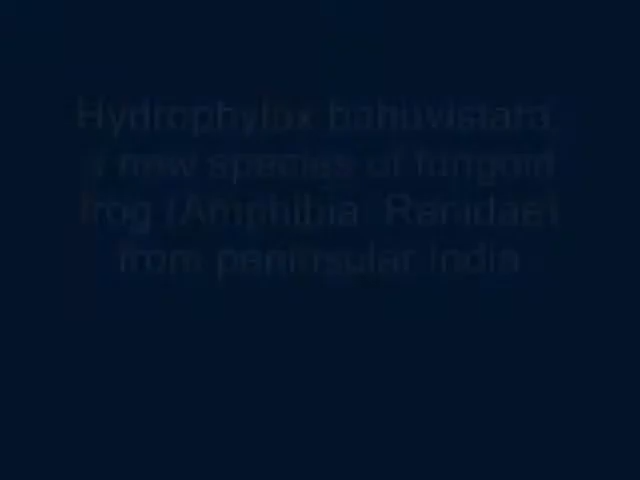 Hydrophylax bahuvistara,
a new species of fungoid
frog (Amphibia: Ranidae)
from peninsular India